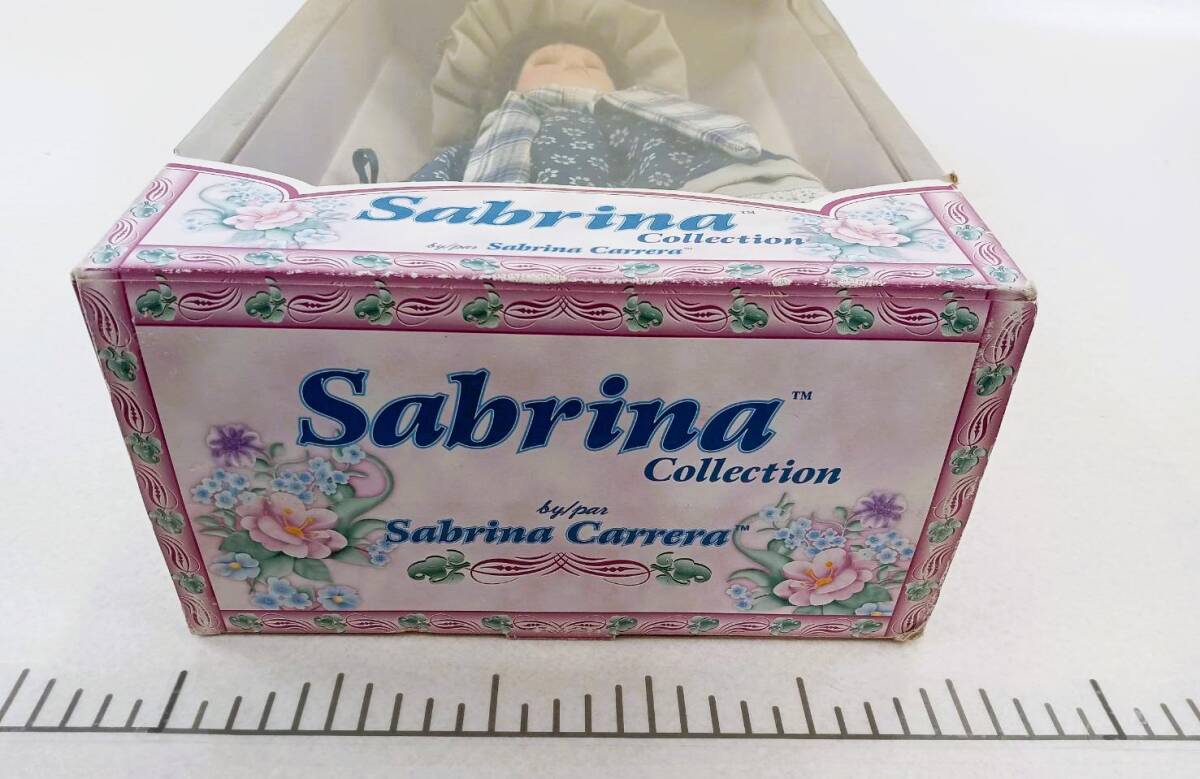 Sabrina™
Collection
by/par Sabrina Carrera™
Sabrina™
Collection
by/par
Sabrina Carrera™